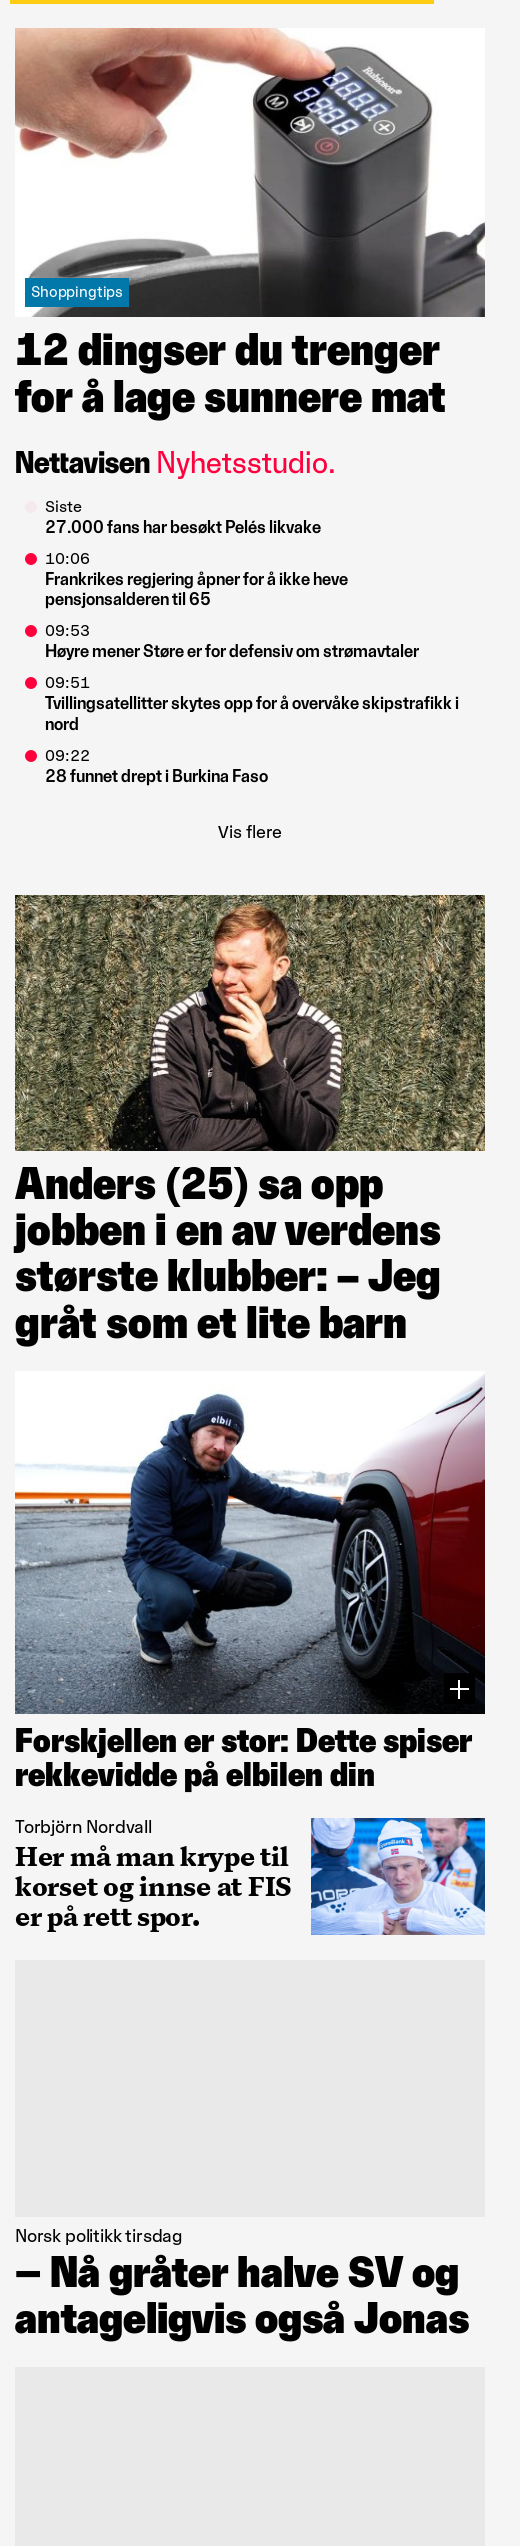 Rubicson®
M
Shoppingtips
12 dingser du trenger
for å lage sunnere mat
Nettavisen Nyhetsstudio.
Siste
27.000 fans har besøkt Pelés likvake
10:06
Frankrikes regjering åpner for å ikke heve
pensjonsalderen til 65
09:53
Høyre mener Støre er for defensiv om strømavtaler
09:51
Tvillingsatellitter skytes opp for å overvåke skipstrafikk i
nord
09:22
28 funnet drept i Burkina Faso
Vis flere
Anders (25) sa opp
jobben i en av verdens
største klubber: – Jeg
gråt som et lite barn
elbil
Forskjellen er stor: Dette spiser
rekkevidde på elbilen din
Torbjörn Nordvall
Her må man krype til
korset og innse at FIS
er på rett spor.
Norsk politikk tirsdag
– Nå gråter halve SV og
antageligvis også Jonas